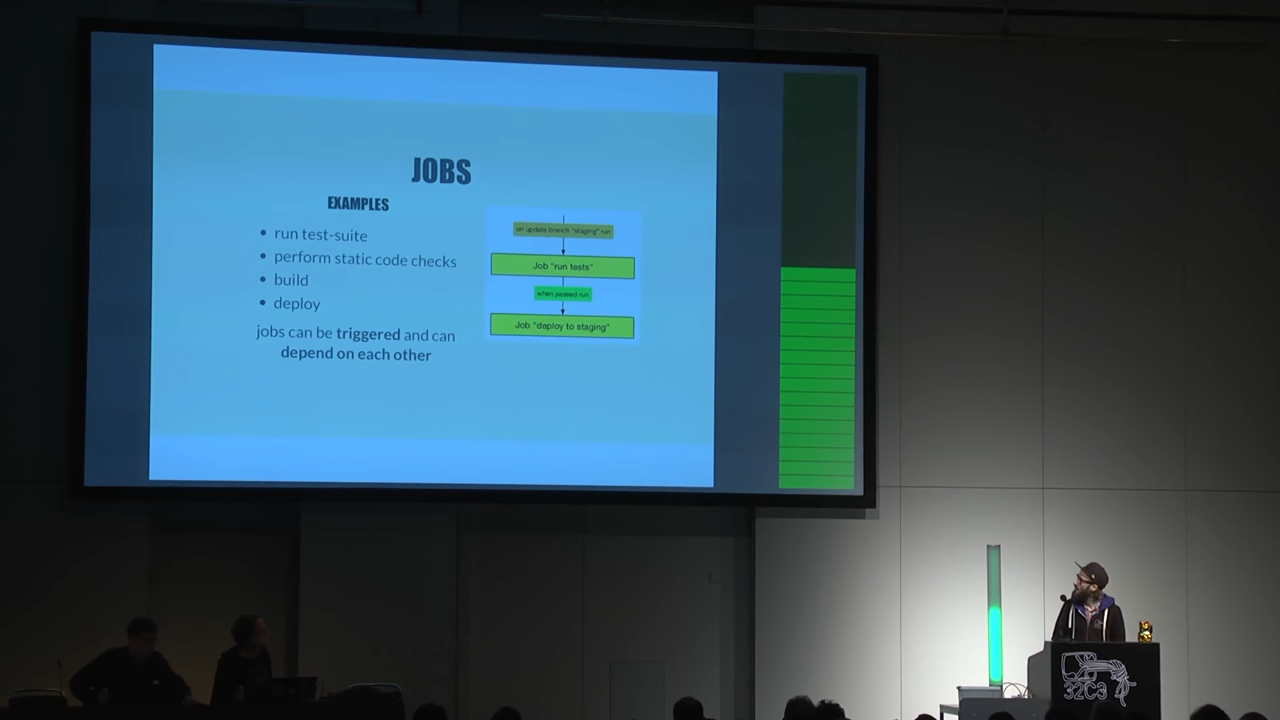 JOBS
EXAMPLES
• run test-suite
• perform static code checks
• build
• deploy
jobs can be triggered and can
depend on each other
on update branch "staging" run
Job "run tests"
when passed run
Job "deploy to staging"
32C3